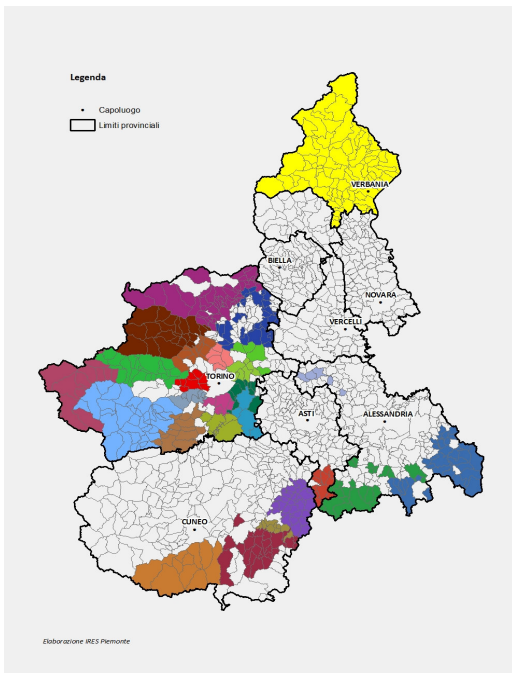 Legenda
Capoluogo
Limiti provinciali
VERBANIA
BIELLA
NOVARA
VERCELLI
TORINO
ASTI
ALESSANDRIA
CUNEO
Elaborazione IRES Piemonte